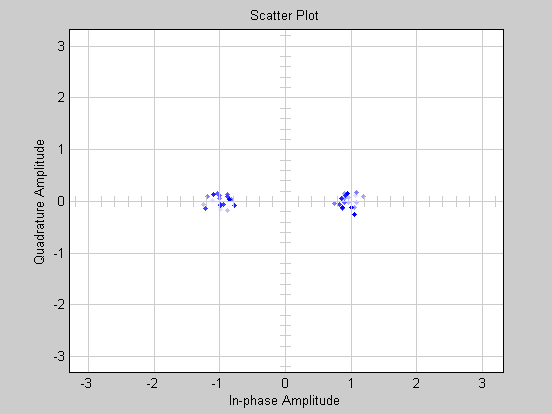 Scatter Plot
Quadrature Amplitude
3
2
1
0
-1
-2
-3
-3 -2 -1 0 1 2 3
In-phase Amplitude